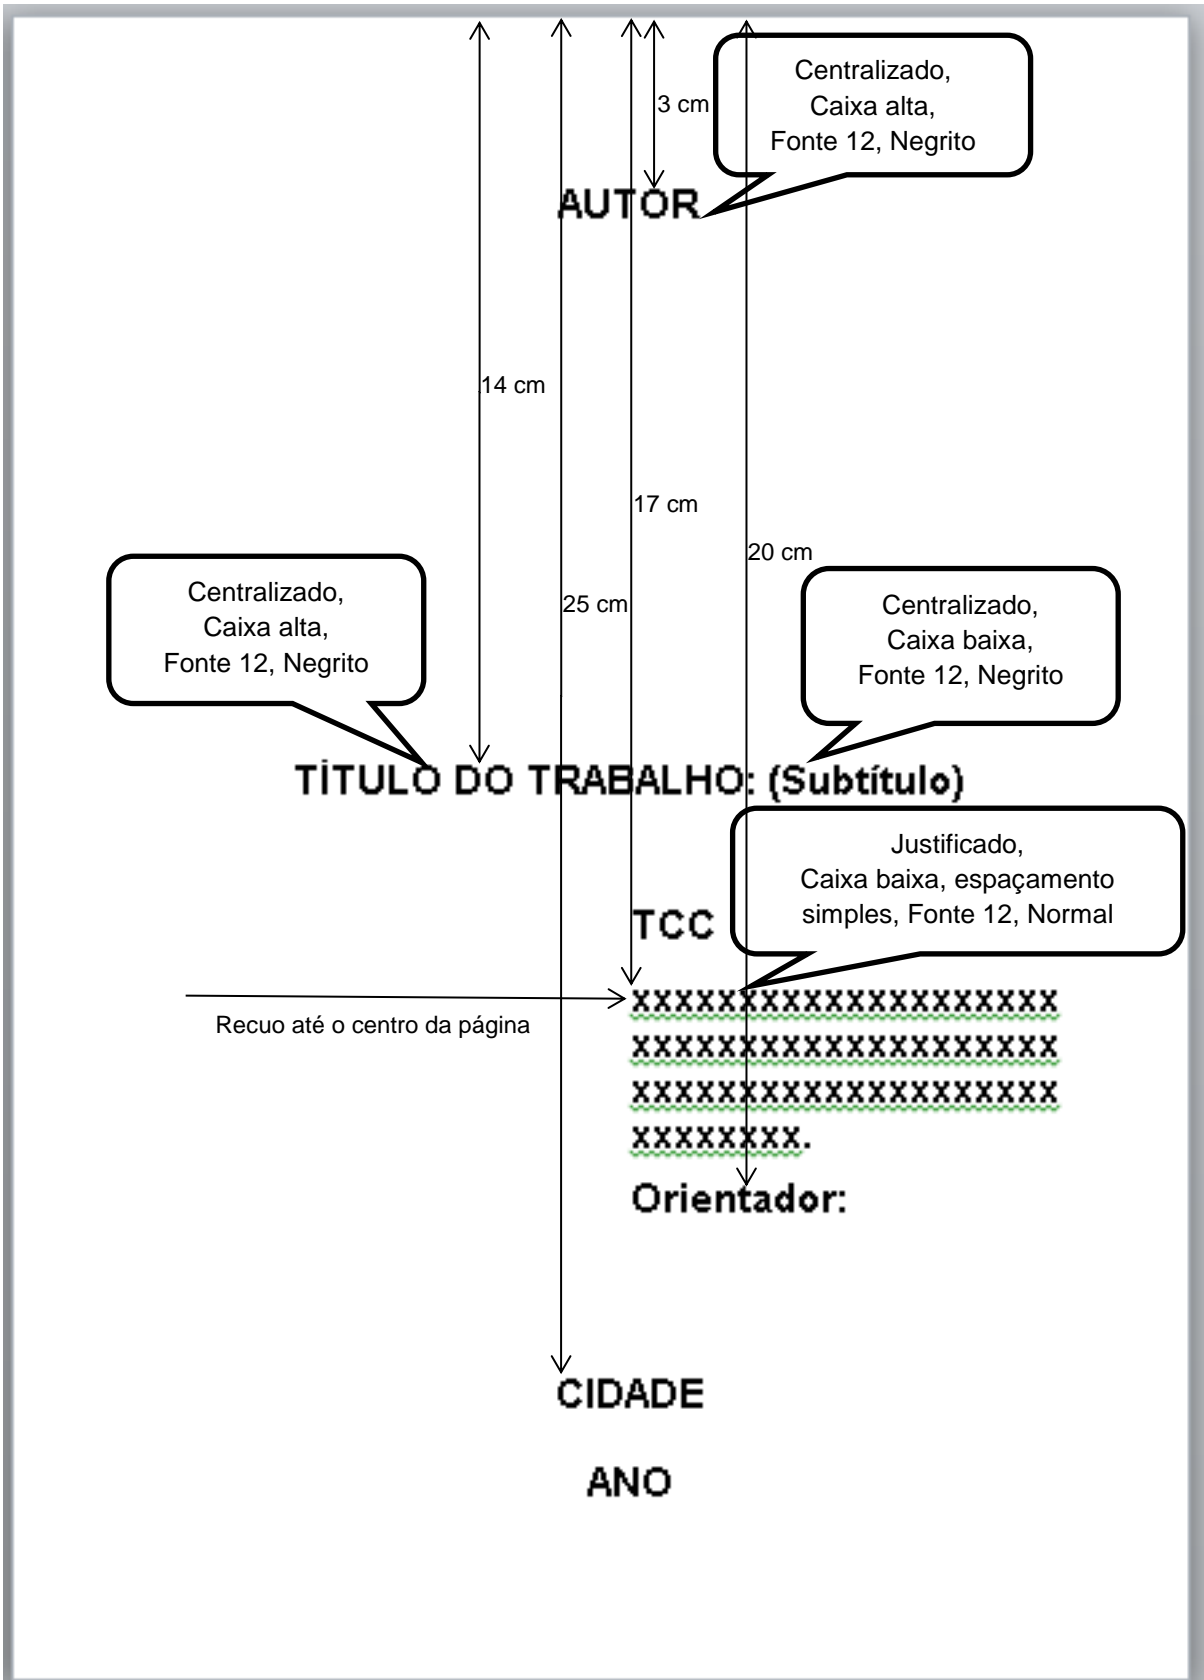 Centralizado,
Caixa alta,
Fonte 12, Negrito
3 cm
AUTOR
14 cm
17 cm
20 cm
25 cm
Centralizado,
Caixa alta,
Fonte 12, Negrito
Centralizado,
Caixa baixa,
Fonte 12, Negrito
TÍTULO DO TRABALHO: (Subtítulo)
Justificado,
Caixa baixa, espaçamento
simples, Fonte 12, Normal
TCC
Recuo até o centro da página
xxxxxxxxxxxxxxxxxxxx
xxxxxxxxxxxxxxxxxxxx
xxxxxxxxxxxxxxxxxxxx
xxxxxxxx.
Orientador:
CIDADE
ANO